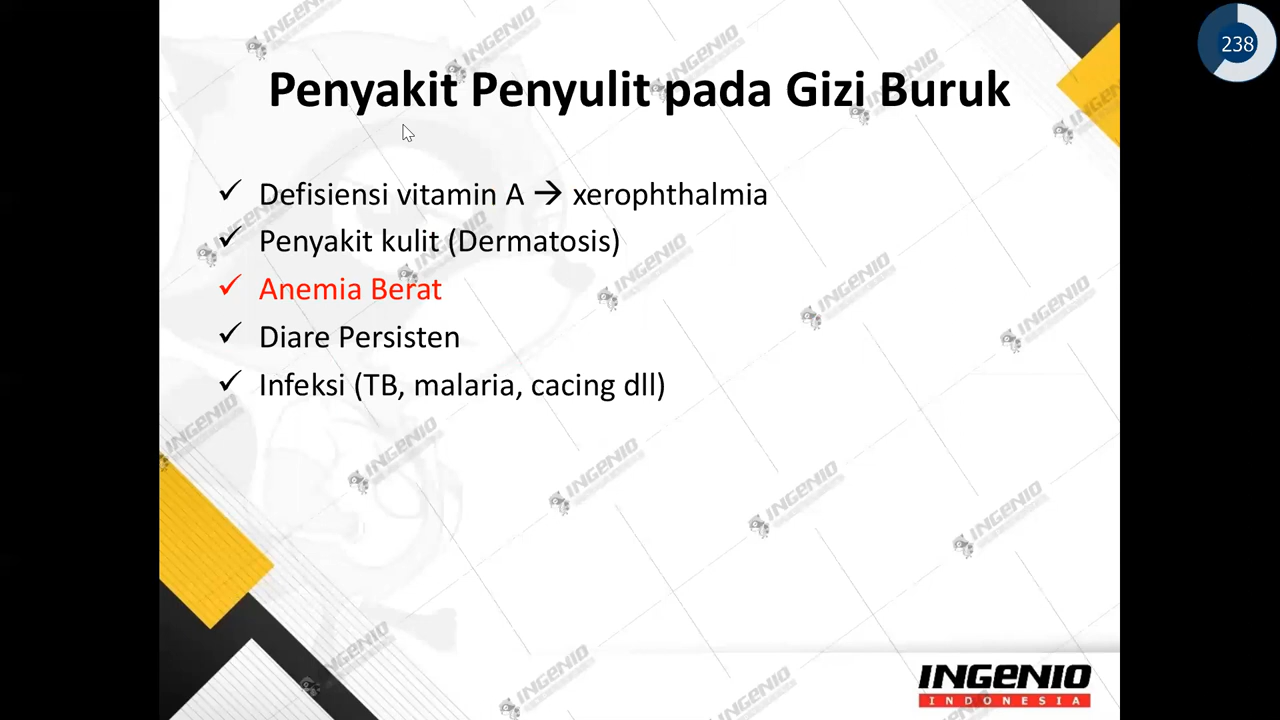 238
Penyakit Penyulit pada Gizi Buruk
✓ Defisiensi vitamin A → xerophthalmia
✓ Penyakit kulit (Dermatosis)
✓ Anemia Berat
✓ Diare Persisten
✓ Infeksi (TB, malaria, cacing dll)
INGENIO
INDONESIA